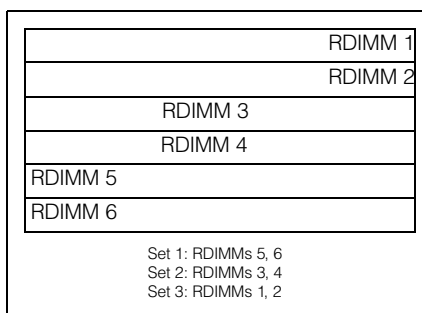 RDIMM 1
RDIMM 2
RDIMM 3
RDIMM 4
RDIMM 5
RDIMM 6
Set 1: RDIMMs 5, 6
Set 2: RDIMMs 3, 4
Set 3: RDIMMs 1, 2